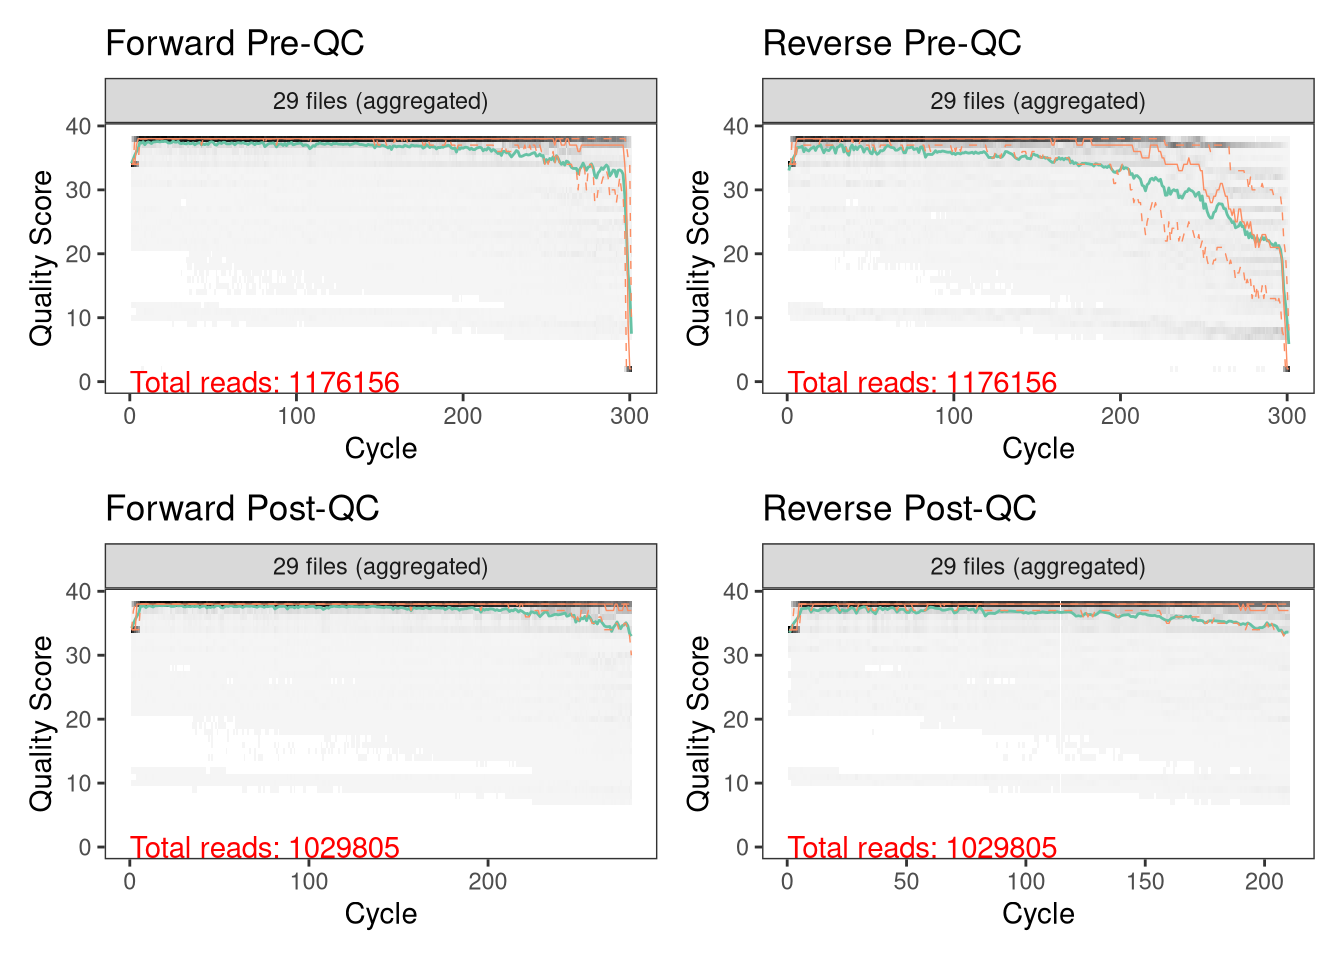 Forward Pre-QC
29 files (aggregated)
40
30
20
10
0
Quality Score
Total reads: 1176156
0 100 200 300
Cycle
Reverse Pre-QC
29 files (aggregated)
40
30
20
10
0
Quality Score
Total reads: 1176156
0 100 200 300
Cycle
Forward Post-QC
29 files (aggregated)
40
30
20
10
0
Quality Score
Total reads: 1029805
0 100 200
Cycle
Reverse Post-QC
29 files (aggregated)
40
30
20
10
0
Quality Score
Total reads: 1029805
0 50 100 150 200
Cycle